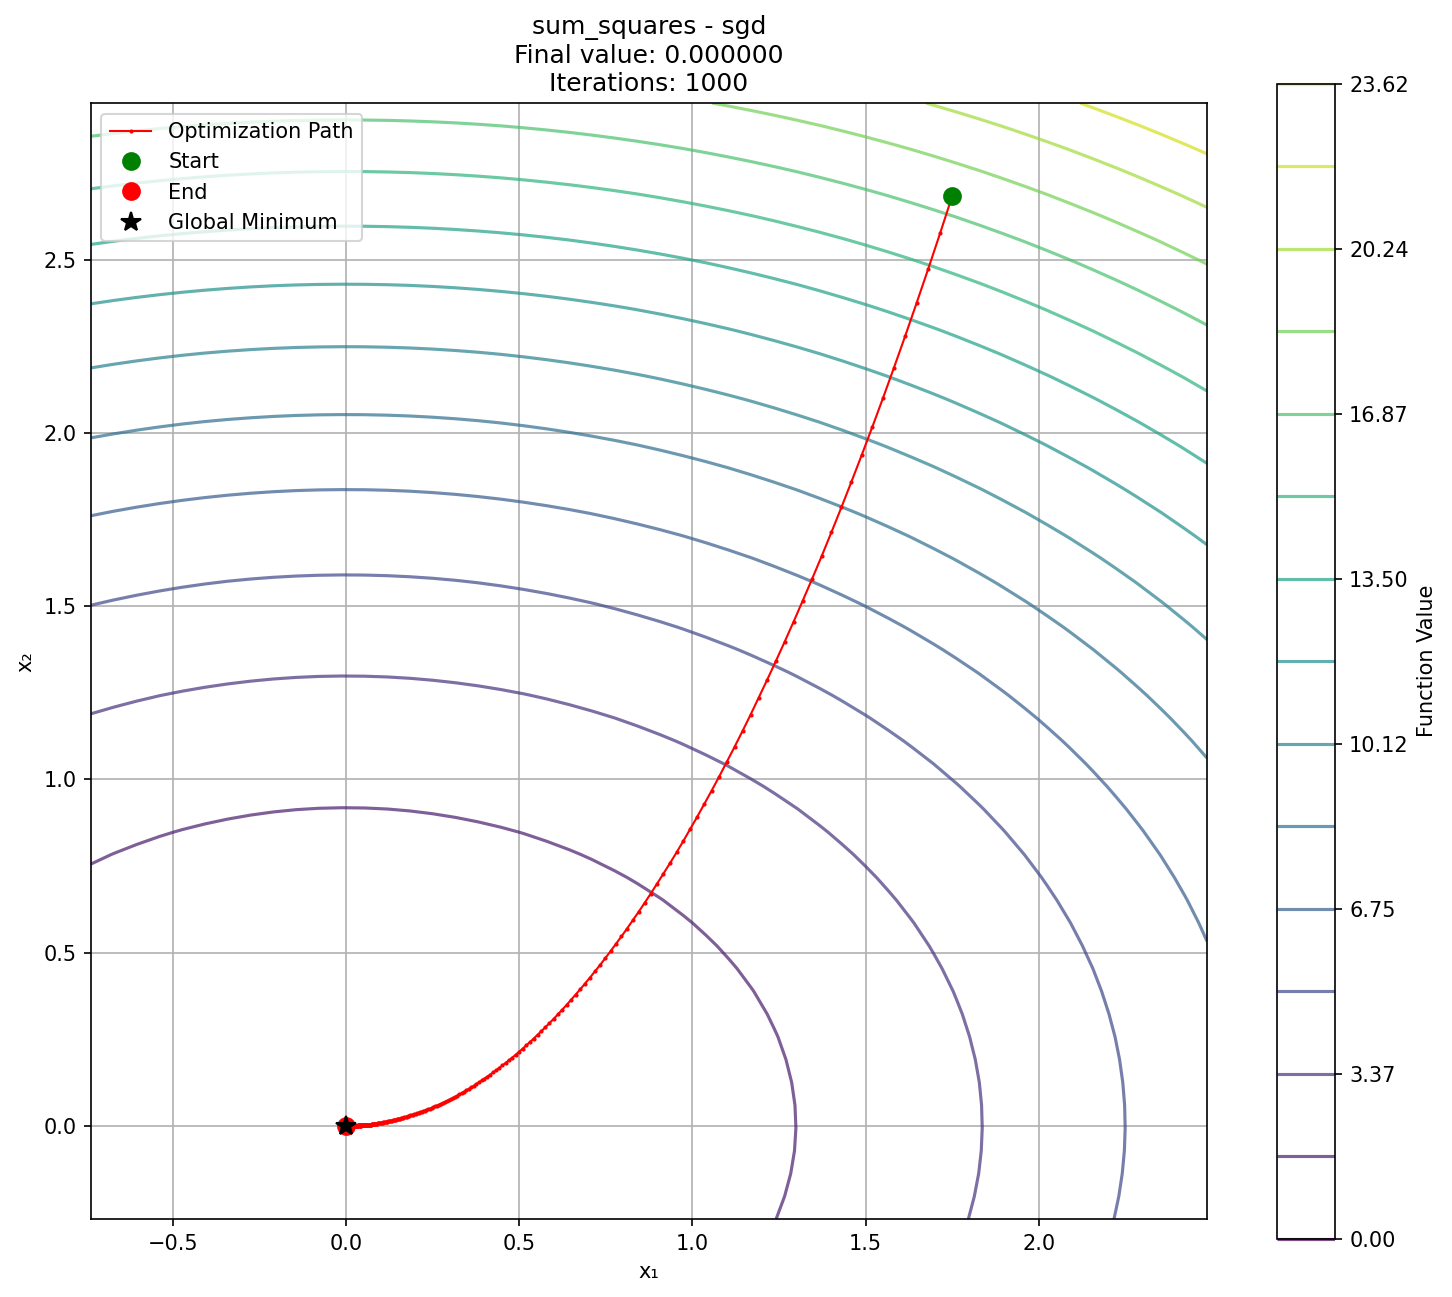 sum_squares - sgd
Final value: 0.000000
Iterations: 1000
Optimization Path
Start
End
Global Minimum
2.5
2.0
1.5
1.0
0.5
0.0
x₂
−0.5
0.0
0.5
1.0
1.5
2.0
x₁
23.62
20.24
16.87
13.50
10.12
6.75
3.37
0.00
Function Value